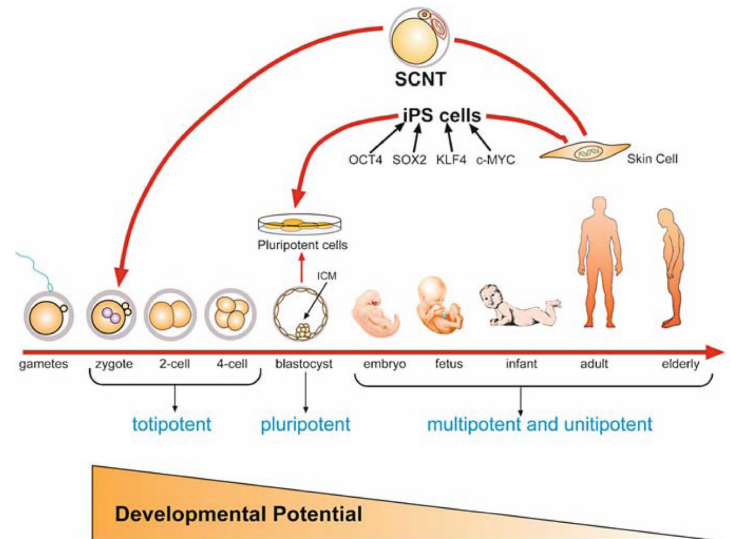 SCNT
iPS cells
OCT4 SOX2 KLF4 c-MYC
Skin Cell
Pluripotent cells
ICM
gametes zygote 2-cell 4-cell blastocyst embryo fetus infant adult elderly
totipotent pluripotent multipotent and unitipotent
Developmental Potential